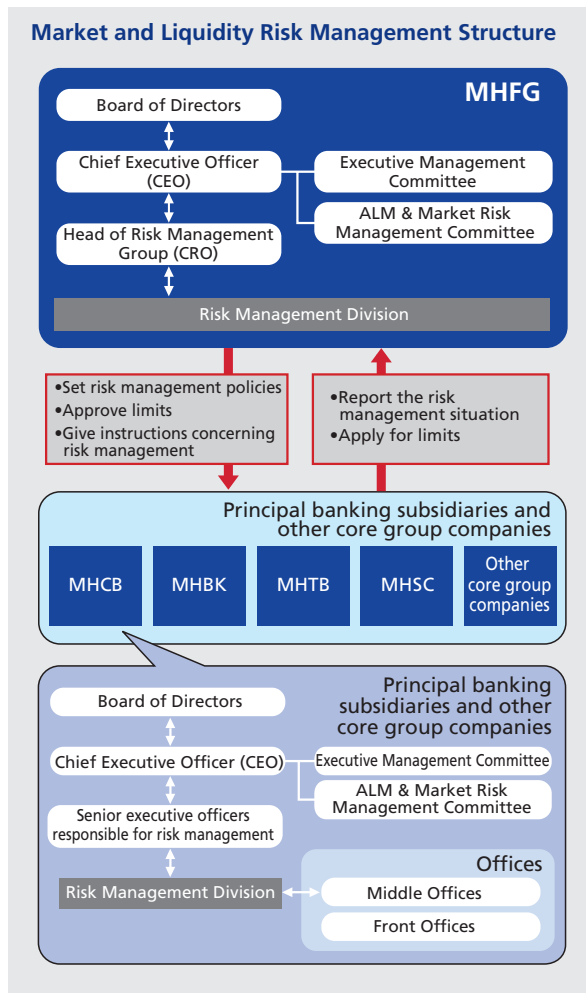 Market and Liquidity Risk Management Structure
MHFG
Board of Directors
Chief Executive Officer
(CEO)
Executive Management
Committee
ALM & Market Risk
Management Committee
Head of Risk Management
Group (CRO)
Risk Management Division
•Set risk management policies
•Approve limits
•Give instructions concerning
risk management
•Report the risk
management situation
•Apply for limits
Principal banking subsidiaries and
other core group companies
MHCB
MHBK
MHTB
MHSC
Other
core group
companies
Principal banking
subsidiaries and other
core group companies
Board of Directors
Chief Executive Officer (CEO)
Executive Management Committee
ALM & Market Risk
Management Committee
Senior executive officers
responsible for risk management
Risk Management Division
Offices
Middle Offices
Front Offices